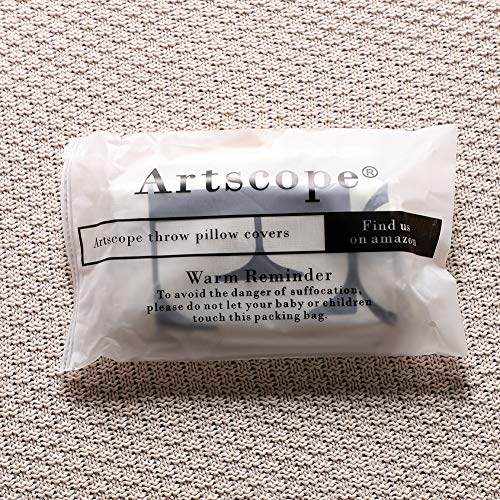 Artscope®
Artscope throw pillow covers
Find us
on amazon
Warm Reminder
To avoid the danger of suffocation,
please do not let your baby or children
touch this packing bag.